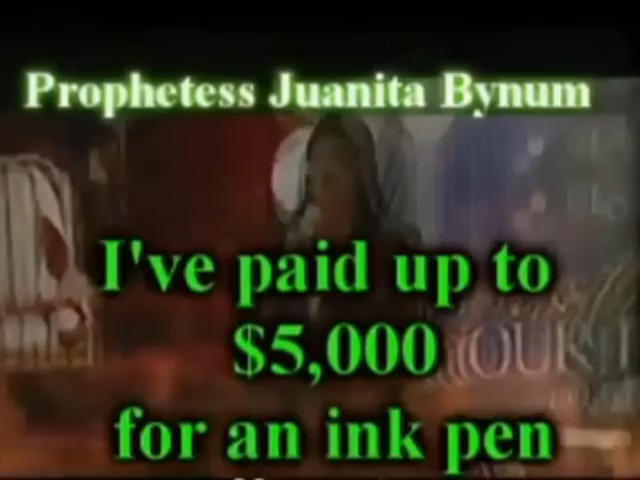 Prophetess Juanita Bynum
I've paid up to
$5,000
for an ink pen